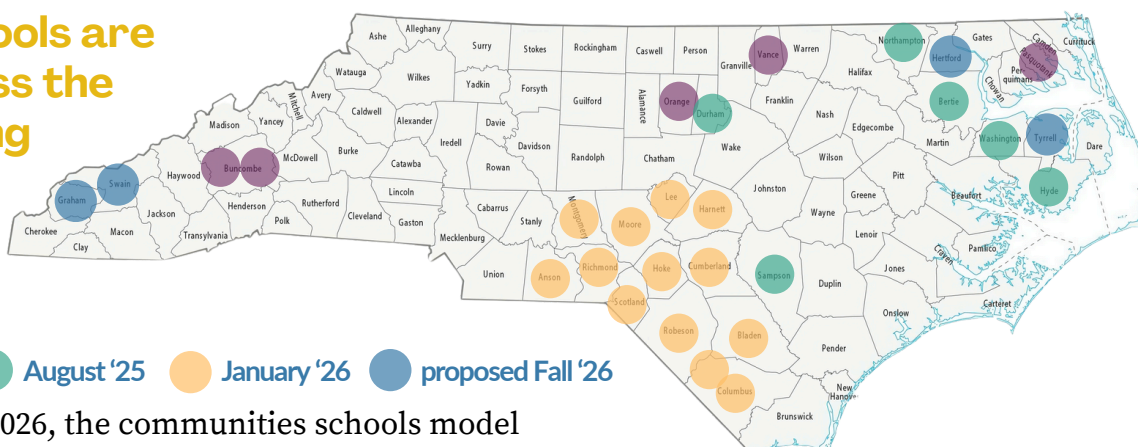 ools are
ss the
ng
Ashe
Alleghany
Surry
Stokes
Rockingham
Caswell
Person
Granville
Vance
Warren
Northampton
Gates
Hertford
Camden
Currituck
Pasquotank
Per-
quimans
Chowan
Watauga
Wilkes
Yadkin
Forsyth
Guilford
Alamance
Orange
Durham
Franklin
Halifax
Bertie
Mitchell
Avery
Caldwell
Alexander
Davie
Iredell
Davidson
Randolph
Chatham
Wake
Nash
Edgecombe
Martin
Washington
Tyrrell
Dare
Madison
Yancey
Burke
McDowell
Catawba
Rowan
Wilson
Pitt
Hyde
Haywood
Buncombe
Swain
Graham
Lincoln
Lee
Johnston
Greene
Beaufort
Jackson
Henderson
Rutherford
Cleveland
Gaston
Cabarrus
Stanly
Montgomery
Moore
Harnett
Wayne
Lenoir
Craven
Pamlico
Cherokee
Macon
Clay
Transylvania
Polk
Mecklenburg
Union
Anson
Richmond
Hoke
Cumberland
Sampson
Duplin
Jones
Carteret
Scotland
Onslow
Robeson
Bladen
Pender
Columbus
New
Hanover
Brunswick
August ‘25
January ‘26
proposed Fall ‘26
026, the communities schools model